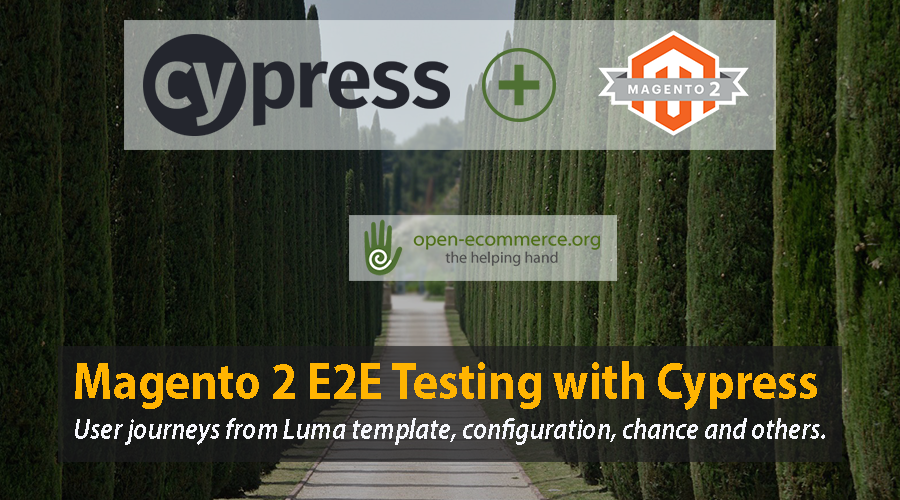 cypress
MAGENTO 2
open-ecommerce.org
the helping hand
Magento 2 E2E Testing with Cypress
User journeys from Luma template, configuration, chance and others.